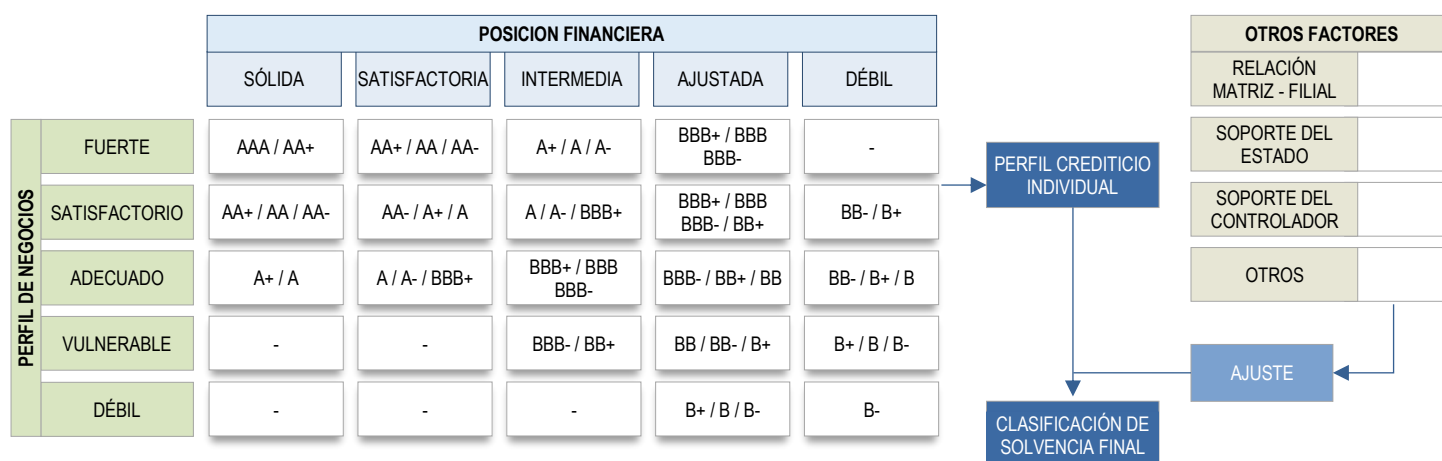 POSICION FINANCIERA
SÓLIDA
SATISFACTORIA
INTERMEDIA
AJUSTADA
DÉBIL
PERFIL DE NEGOCIOS
FUERTE
AAA / AA+
AA+ / AA / AA-
A+ / A / A-
BBB+ / BBB
BBB-
-
SATISFACTORIO
AA+ / AA / AA-
AA- / A+ / A
A / A- / BBB+
BBB+ / BBB
BBB- / BB+
BB- / B+
ADECUADO
A+ / A
A / A- / BBB+
BBB+ / BBB
BBB-
BBB- / BB+ / BB
BB- / B+ / B
VULNERABLE
-
-
BBB- / BB+
BB / BB- / B+
B+ / B / B-
DÉBIL
-
-
-
B+ / B / B-
B-
PERFIL CREDITICIO
INDIVIDUAL
OTROS FACTORES
RELACIÓN
MATRIZ - FILIAL
SOPORTE DEL
ESTADO
SOPORTE DEL
CONTROLADOR
OTROS
AJUSTE
CLASIFICACIÓN DE
SOLVENCIA FINAL